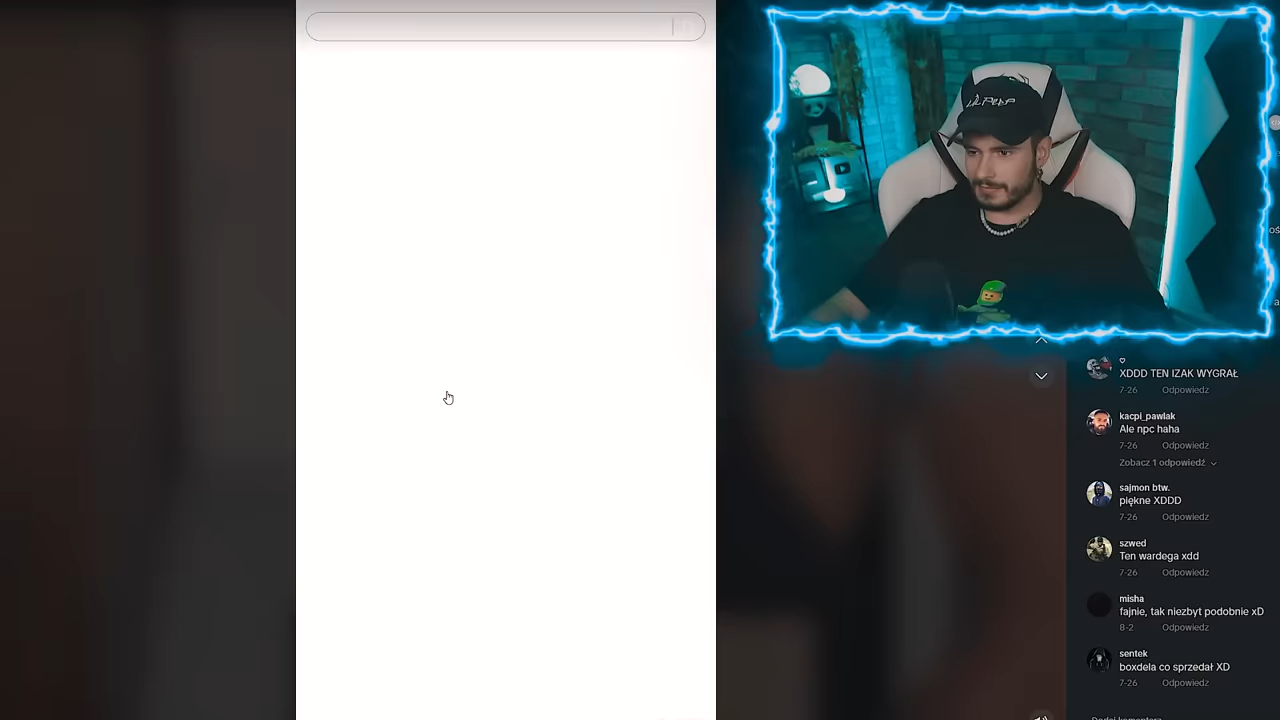 LIL PEEP
XDDD TEN IZAK WYGRAŁ
7-26 Odpowiedz
kacpi_pawlak
Ale npc haha
7-26 Odpowiedz
Zobacz 1 odpowiedź
sajmon btw.
piękne XDDD
7-26 Odpowiedz
szwed
Ten wardega xdd
7-26 Odpowiedz
misha
fajnie, tak niezbyt podobnie xD
8-2 Odpowiedz
sentek
boxdela co sprzedał XD
7-26 Odpowiedz